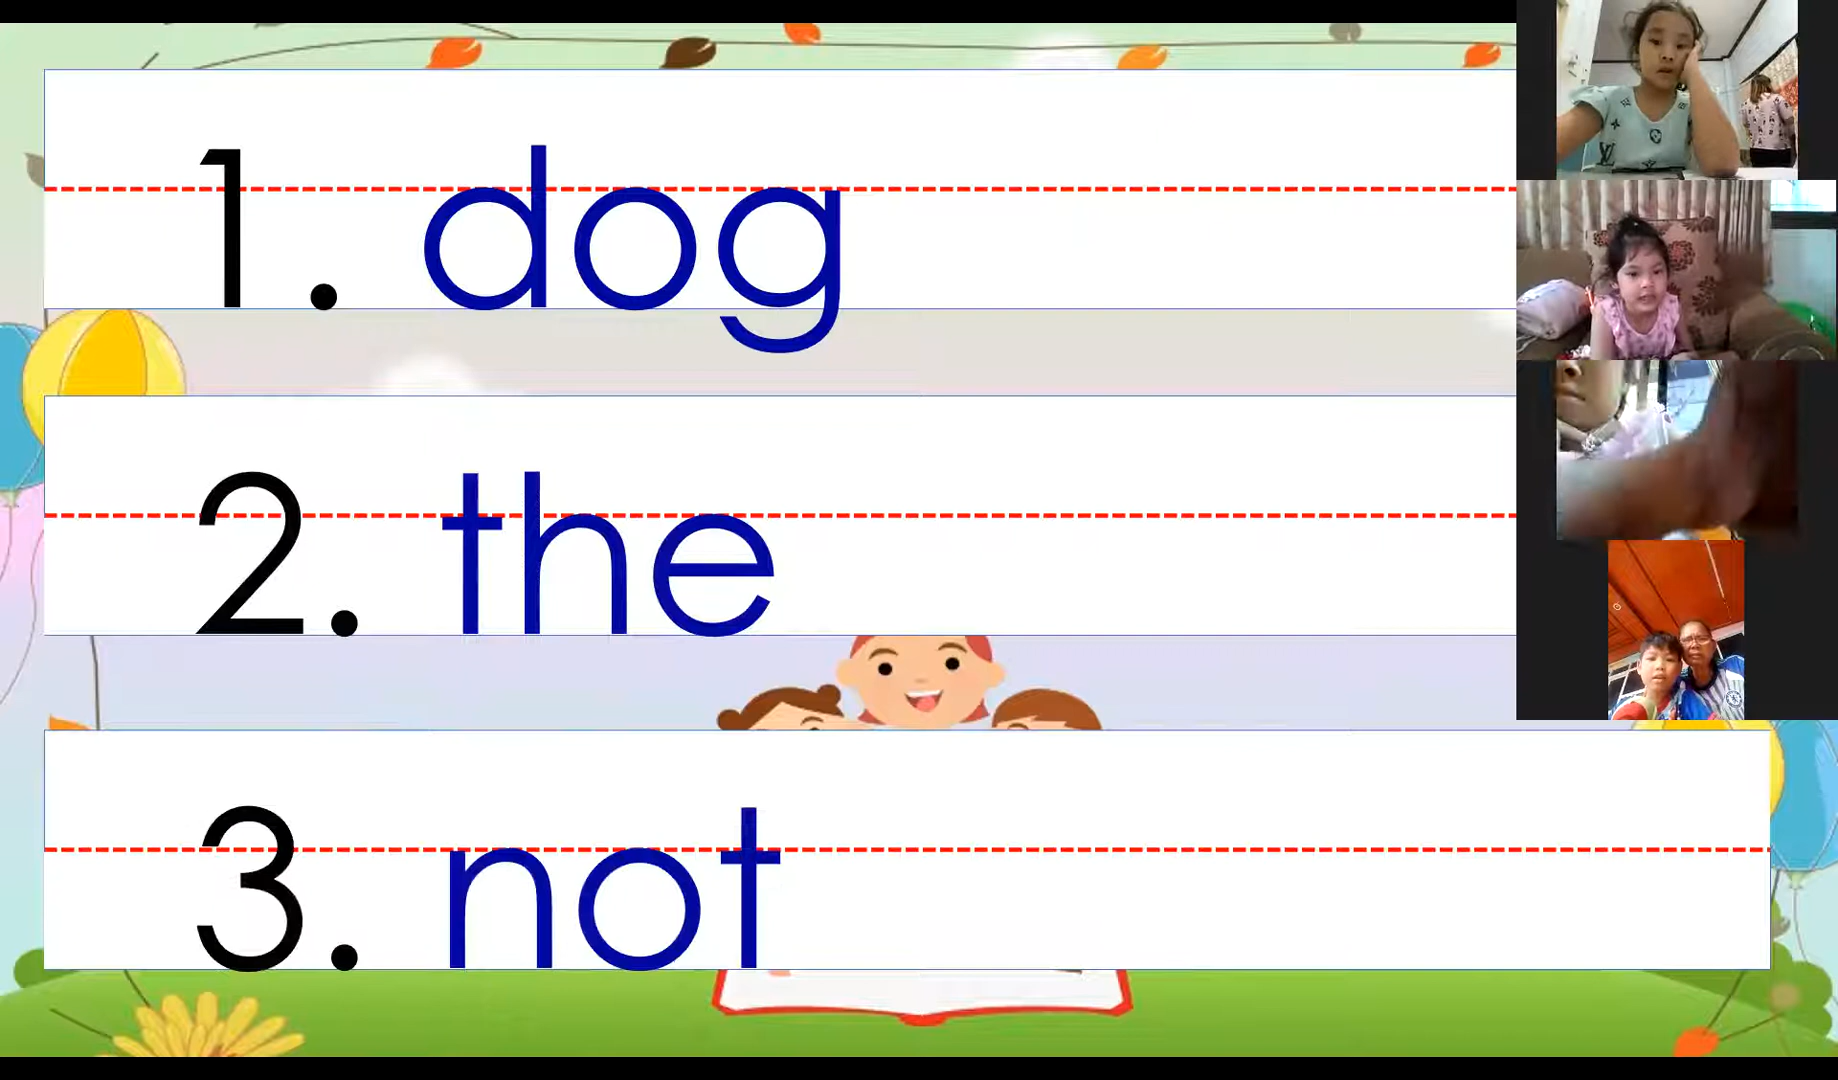 1. dog
2. the
3. not